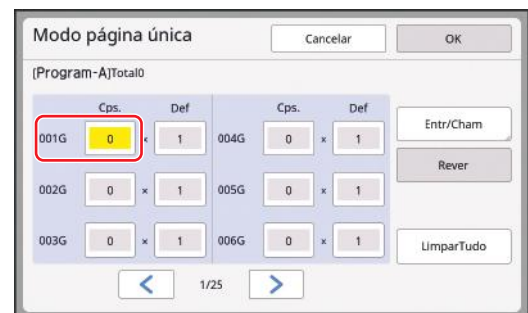 Modo página única Cancelar OK
[Program-A]Total0
Cps. Def Cps. Def
Entr/Cham
001G 0 x 1 004G 0 x 1
Rever
002G 0 x 1 005G 0 x 1
003G 0 x 1 006G 0 x 1
LimparTudo
1/25